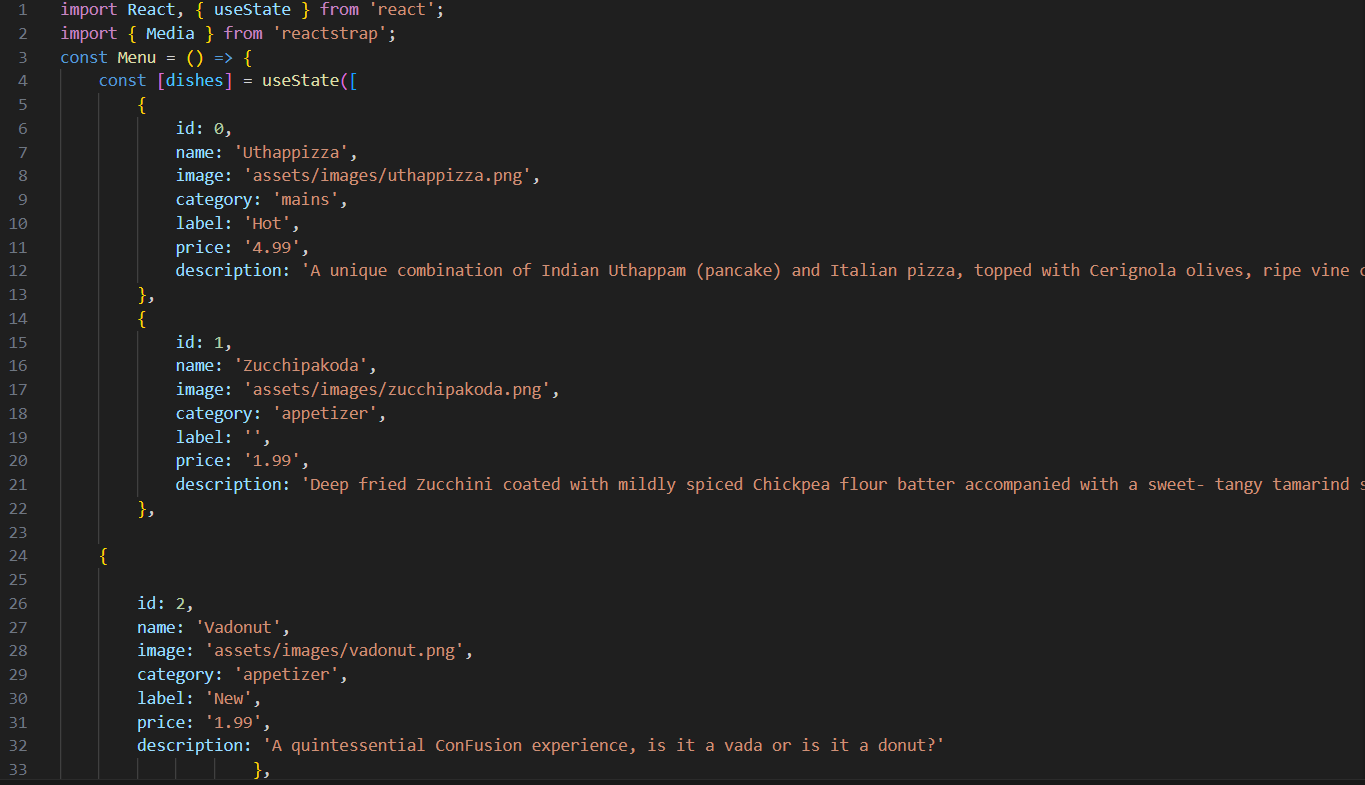 1 import React, { useState } from 'react';
2 import { Media } from 'reactstrap';
3 const Menu = () => {
4 const [dishes] = useState([
5 {
6 id: 0,
7 name: 'Uthappizza',
8 image: 'assets/images/uthappizza.png',
9 category: 'mains',
10 label: 'Hot',
11 price: '4.99',
12 description: 'A unique combination of Indian Uthappam (pancake) and Italian pizza, topped with Cerignola olives, ripe vine
13 },
14 {
15 id: 1,
16 name: 'Zucchipakoda',
17 image: 'assets/images/zucchipakoda.png',
18 category: 'appetizer',
19 label: '',
20 price: '1.99',
21 description: 'Deep fried Zucchini coated with mildly spiced Chickpea flour batter accompanied with a sweet- tangy tamarind
22 },
23
24 {
25
26 id: 2,
27 name: 'Vadonut',
28 image: 'assets/images/vadonut.png',
29 category: 'appetizer',
30 label: 'New',
31 price: '1.99',
32 description: 'A quintessential ConFusion experience, is it a vada or is it a donut?'
33 },